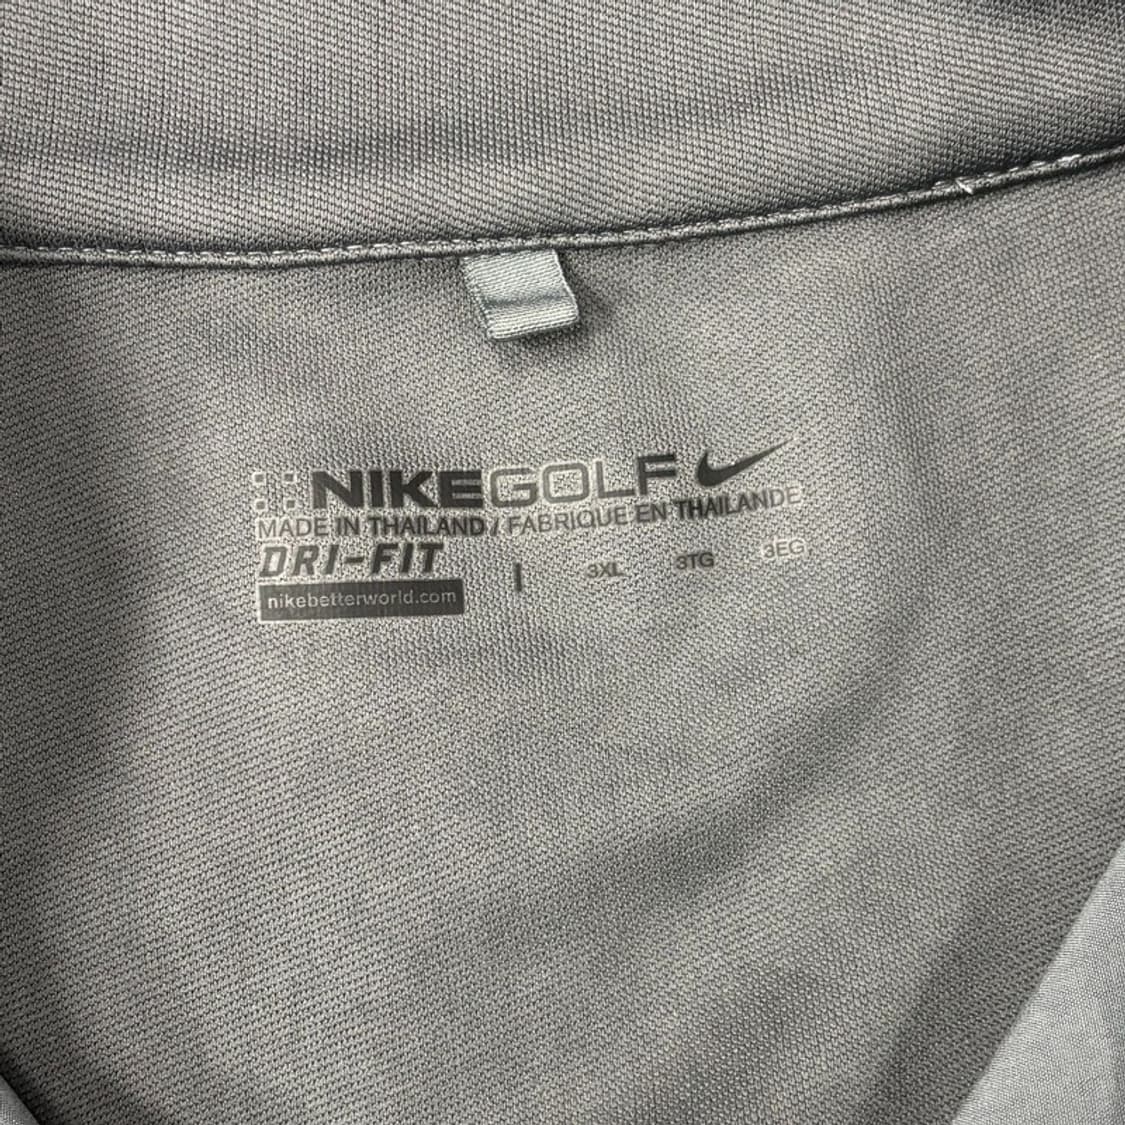 NIKEGOLF
MADE IN THAILAND / FABRIQUE EN THAILANDE
DRI-FIT
3XL 3TG 3EG
nikebetterworld.com